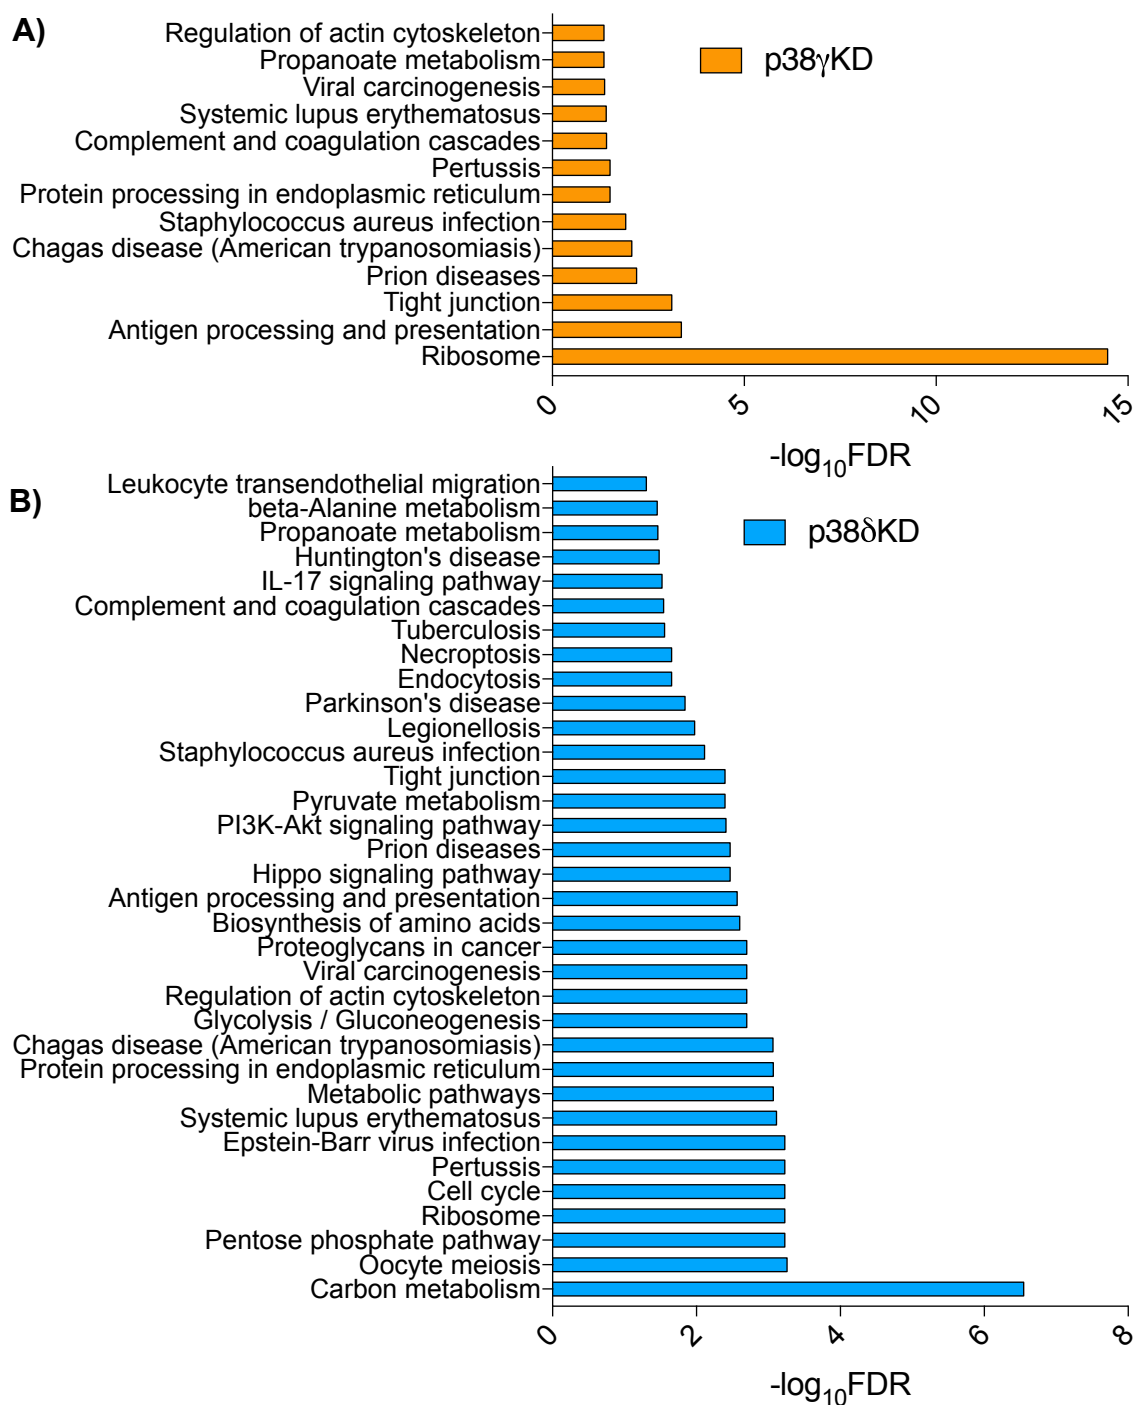 A)
Regulation of actin cytoskeleton
Propanoate metabolism
Viral carcinogenesis
Systemic lupus erythematosus
Complement and coagulation cascades
Pertussis
Protein processing in endoplasmic reticulum
Staphylococcus aureus infection
Chagas disease (American trypanosomiasis)
Prion diseases
Tight junction
Antigen processing and presentation
Ribosome
p38γKD
0 5 10 15
-log10FDR
B)
Leukocyte transendothelial migration
beta-Alanine metabolism
Propanoate metabolism
Huntington's disease
IL-17 signaling pathway
Complement and coagulation cascades
Tuberculosis
Necroptosis
Endocytosis
Parkinson's disease
Legionellosis
Staphylococcus aureus infection
Tight junction
Pyruvate metabolism
PI3K-Akt signaling pathway
Prion diseases
Hippo signaling pathway
Antigen processing and presentation
Biosynthesis of amino acids
Proteoglycans in cancer
Viral carcinogenesis
Regulation of actin cytoskeleton
Glycolysis / Gluconeogenesis
Chagas disease (American trypanosomiasis)
Protein processing in endoplasmic reticulum
Metabolic pathways
Systemic lupus erythematosus
Epstein-Barr virus infection
Pertussis
Cell cycle
Ribosome
Pentose phosphate pathway
Oocyte meiosis
Carbon metabolism
p38δKD
0 2 4 6 8
-log10FDR